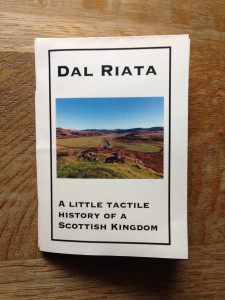 DAL RIATA
A LITTLE TACTILE
HISTORY OF A
SCOTTISH KINGDOM